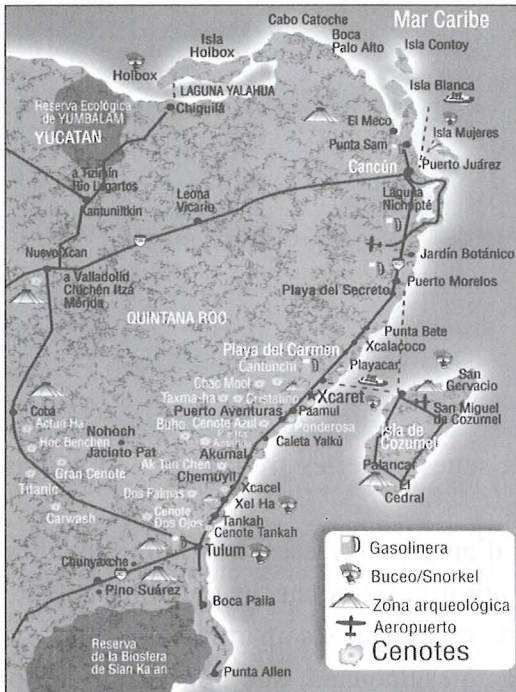 Mar Caribe
Cabo Catoche
Boca
Palo Alto
Isla Contoy
Isla
Holbox
Holbox
Isla Blanca
LAGUNA YALAHUA
Chiquilá
Reserva Ecológica
de YUMBALAM
YUCATAN
El Meco
Isla Mujeres
Punta Sam
Puerto Juárez
Cancún
a Tizimín
Río Lagartos
Kantunilkin
Leona
Vicario
Laguna
Nichupté
Nuevo Xcan
Jardín Botánico
a Valladolid
Chichén Itzá
Mérida
Playa del Secreto
Puerto Morelos
QUINTANA ROO
Punta Bete
Xcalacoco
Playa del Carmen
Cantunchi
Playacar
Chac Mool
San
Gervacio
Taxma-ha
Cristalino
Xcaret
Cobá
Puerto Aventuras
Paamul
San Miguel
de Cozumel
Actun Ha
Buho
Cenote Azul
Ponderosa
Isla de
Cozumel
Nohoch
Hoc Benchen
Jacinto Pat
Caleta Yalkú
Akumal
Ak Tun Chen
Palancar
Gran Cenote
Chemuyil
Titanic
Xcacel
El
Cedral
Dos Palmas
Xel Ha
Carwash
Cenote
Dos Ojos
Tankah
Cenote Tankah
Tulum
Chunyaxche
Pino Suárez
Boca Paila
Reserva
de la Biosfera
de Sian Ka'an
Punta Allen
Gasolinera
Buceo/Snorkel
Zona arqueológica
Aeropuerto
Cenotes